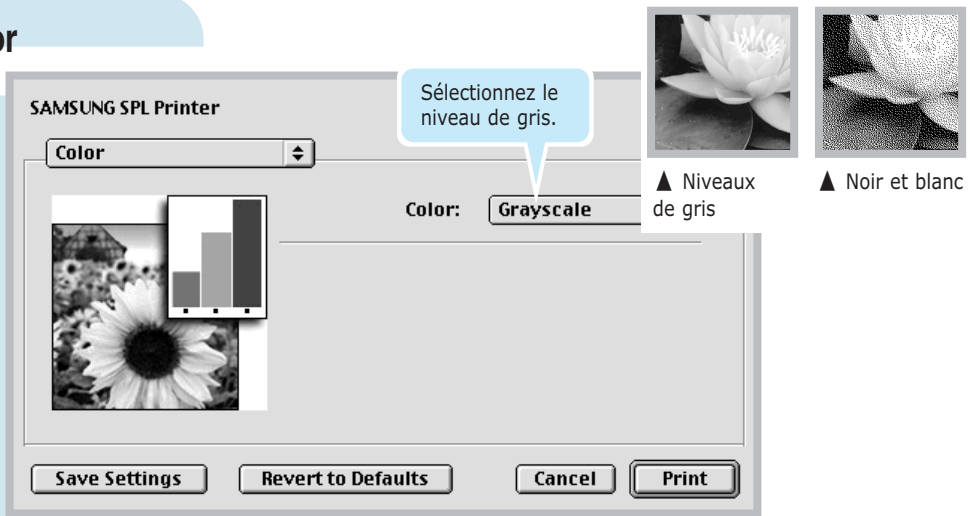 or
SAMSUNG SPL Printer
Sélectionnez le
niveau de gris.
Color
Color:
Grayscale
▲ Niveaux
de gris
▲ Noir et blanc
Save Settings
Revert to Defaults
Cancel
Print